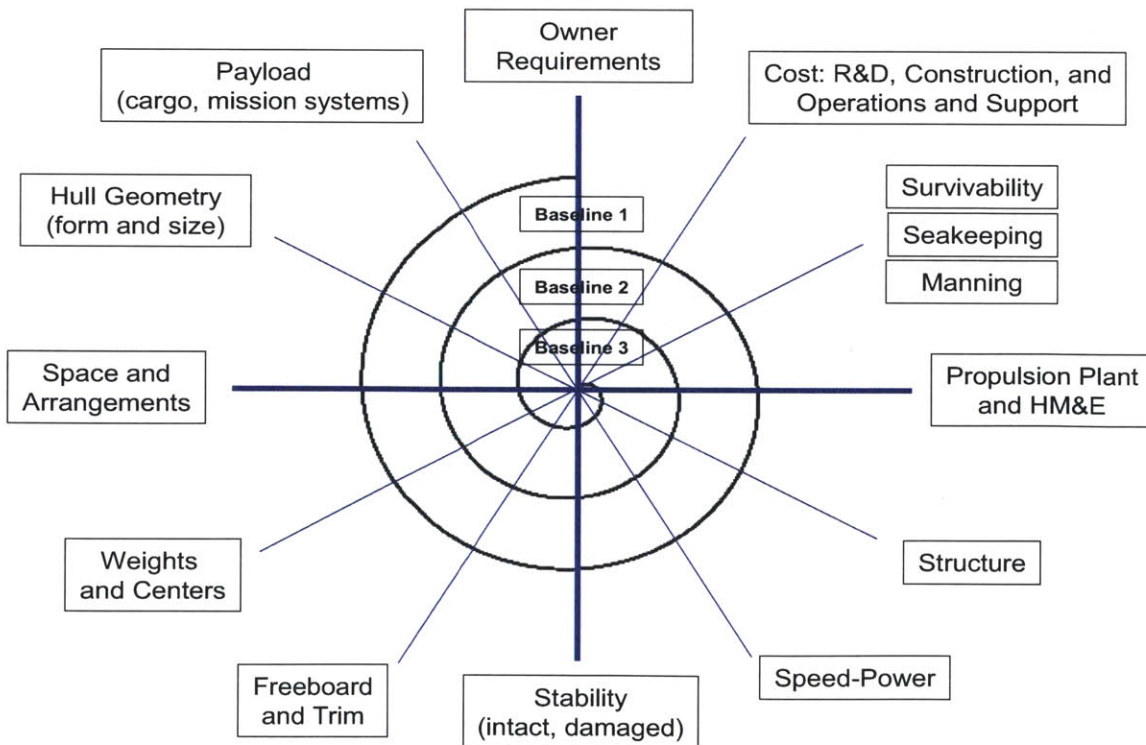 Owner
Requirements
Payload
(cargo, mission systems)
Cost: R&D, Construction, and
Operations and Support
Hull Geometry
(form and size)
Survivability
Seakeeping
Manning
Baseline 1
Baseline 2
Baseline 3
Space and
Arrangements
Propulsion Plant
and HM&E
Weights
and Centers
Structure
Freeboard
and Trim
Stability
(intact, damaged)
Speed-Power